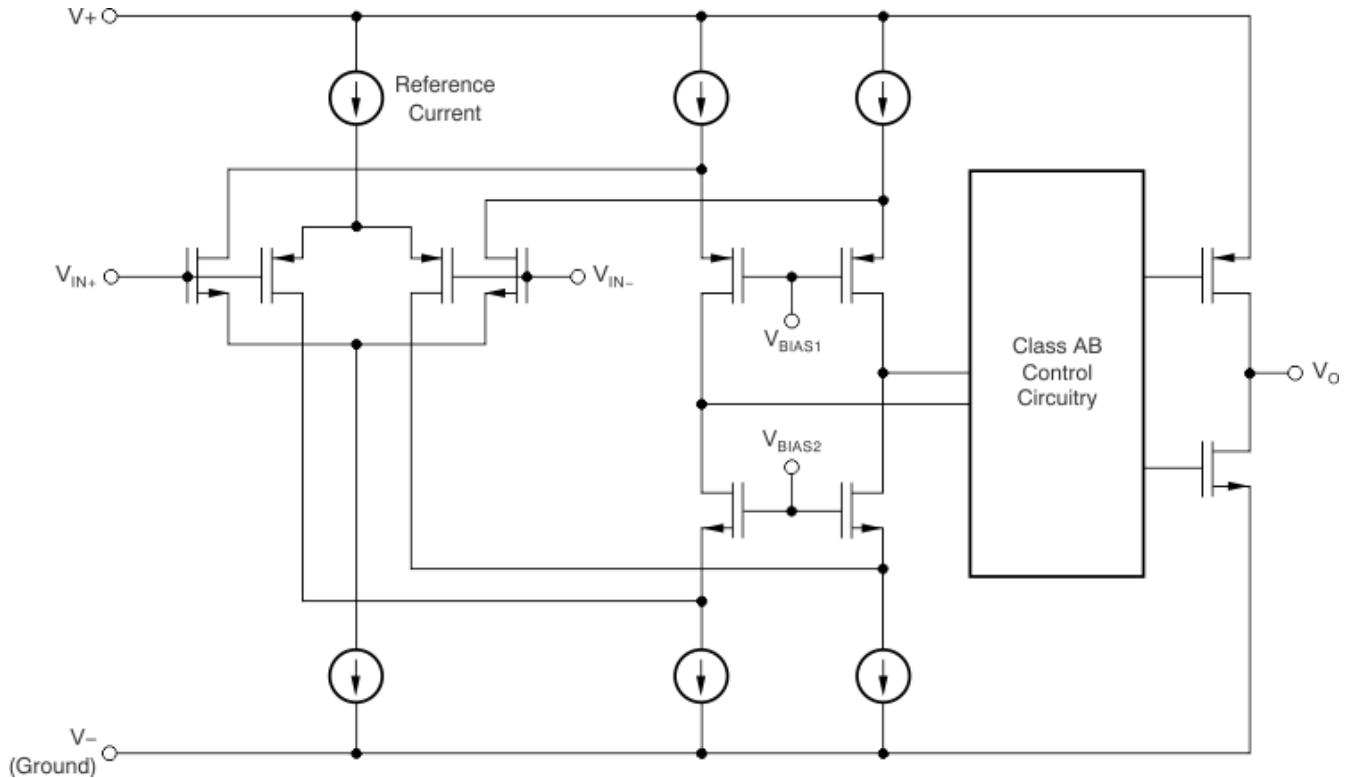 V+
Reference
Current
VIN+
VIN−
VBIAS1
VBIAS2
Class AB
Control
Circuitry
VO
V−
(Ground)